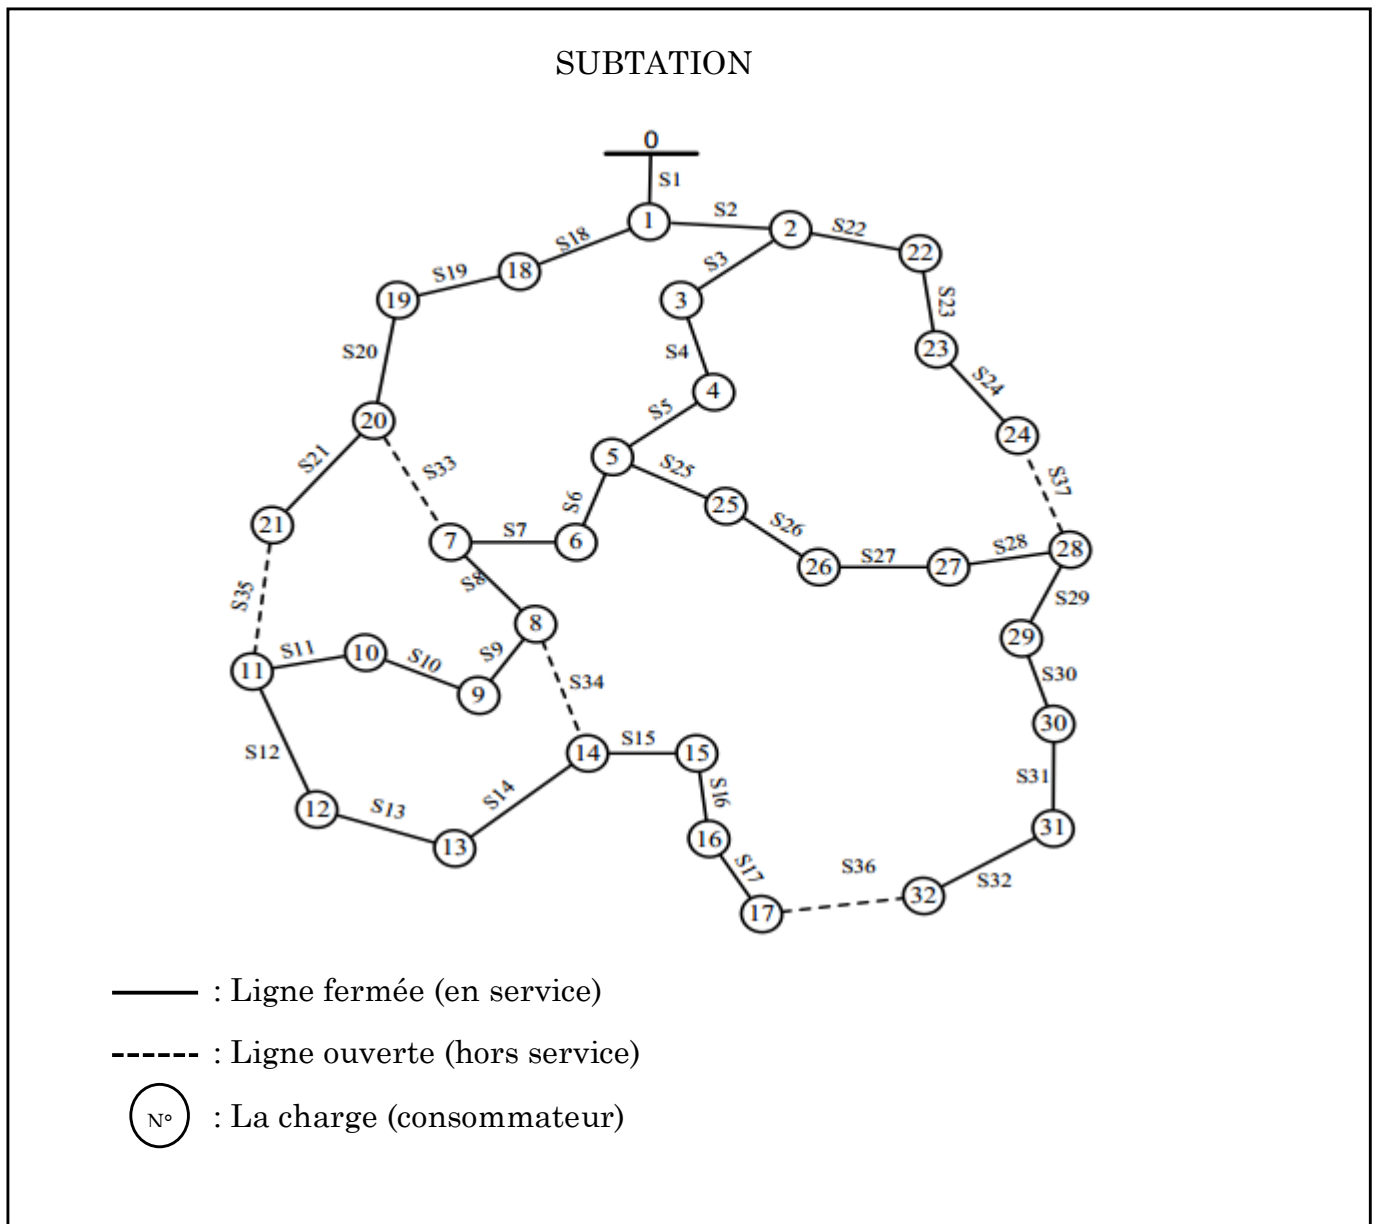 SUBTATION
0
S1
1
S2
2
S22
22
S18
18
S19
19
S3
3
S23
23
S20
S4
4
S24
24
20
S5
5
S21
S33
S25
25
S37
21
S6
S26
7
S7
6
26
S27
27
S28
28
S8
S29
S35
8
29
S11
10
S10
S9
S30
11
9
S34
30
S12
14
S15
15
S31
S14
S16
12
S13
13
16
31
S17
S36
S32
17
32
: Ligne fermée (en service)
: Ligne ouverte (hors service)
N° : La charge (consommateur)